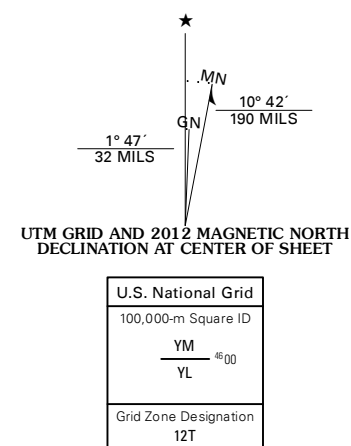 ★
MN
GN
10° 42´
190 MILS
1° 47´
32 MILS
UTM GRID AND 2012 MAGNETIC NORTH
DECLINATION AT CENTER OF SHEET
U.S. National Grid
100,000-m Square ID
YM
4600
YL
Grid Zone Designation
12T